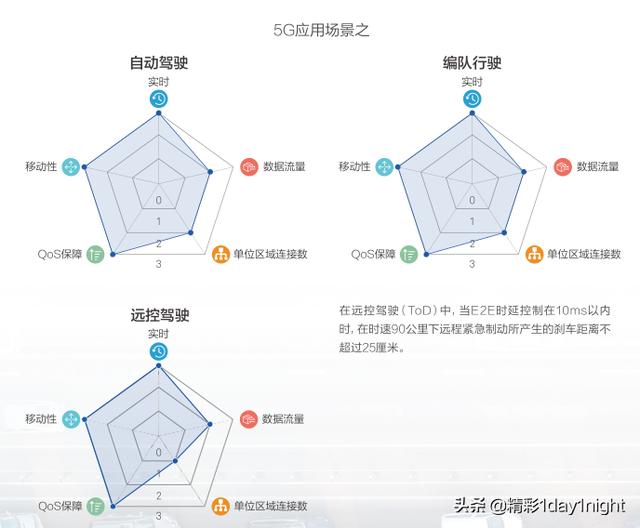 5G应用场景之
自动驾驶
实时
移动性
数据流量
QoS保障
单位区域连接数
0
1
2
3
编队行驶
实时
移动性
数据流量
QoS保障
单位区域连接数
0
1
2
3
远控驾驶
实时
移动性
数据流量
QoS保障
单位区域连接数
0
1
2
3
在远控驾驶（ToD）中，当E2E时延控制在10ms以内
时，在时速90公里下远程紧急制动所产生的刹车距离不
超过25厘米。
头条@精彩1day1night